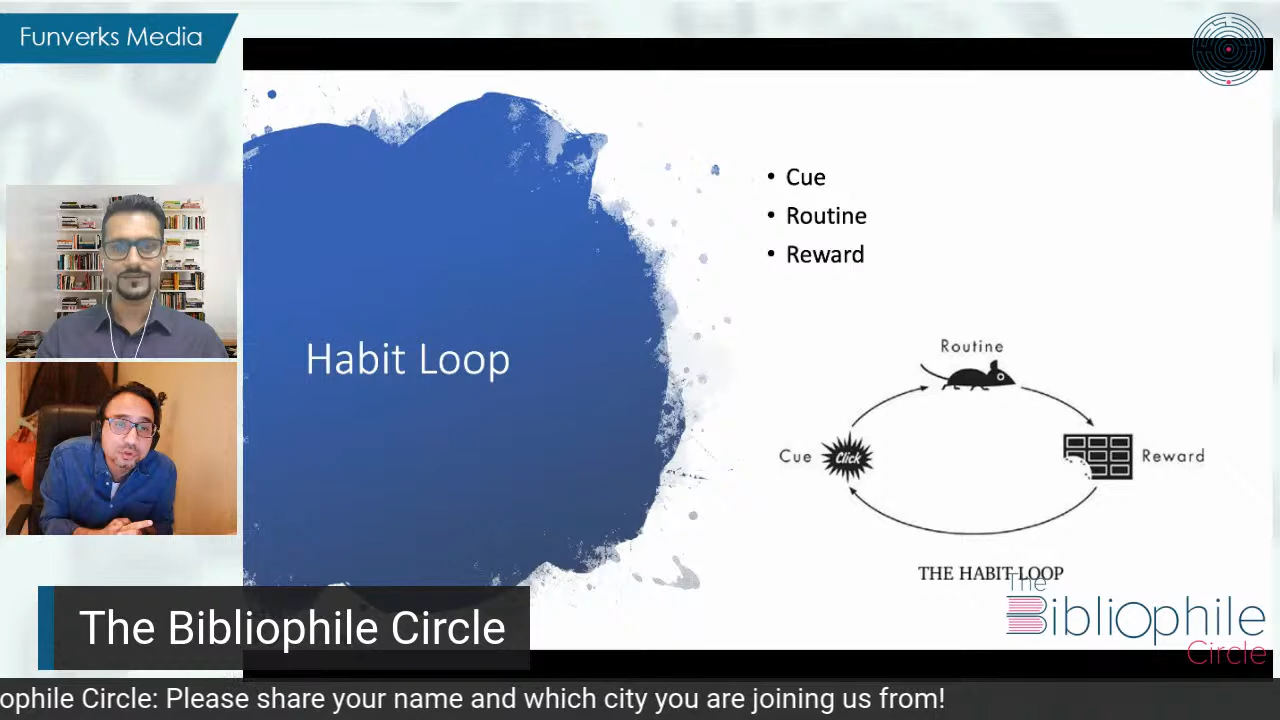 Funverks Media
• Cue
• Routine
• Reward
Habit Loop
Routine
Cue
Click
Reward
THE HABIT LOOP
The
Bibliophile
Circle
The Bibliophile Circle
ophile Circle: Please share your name and which city you are joining us from!